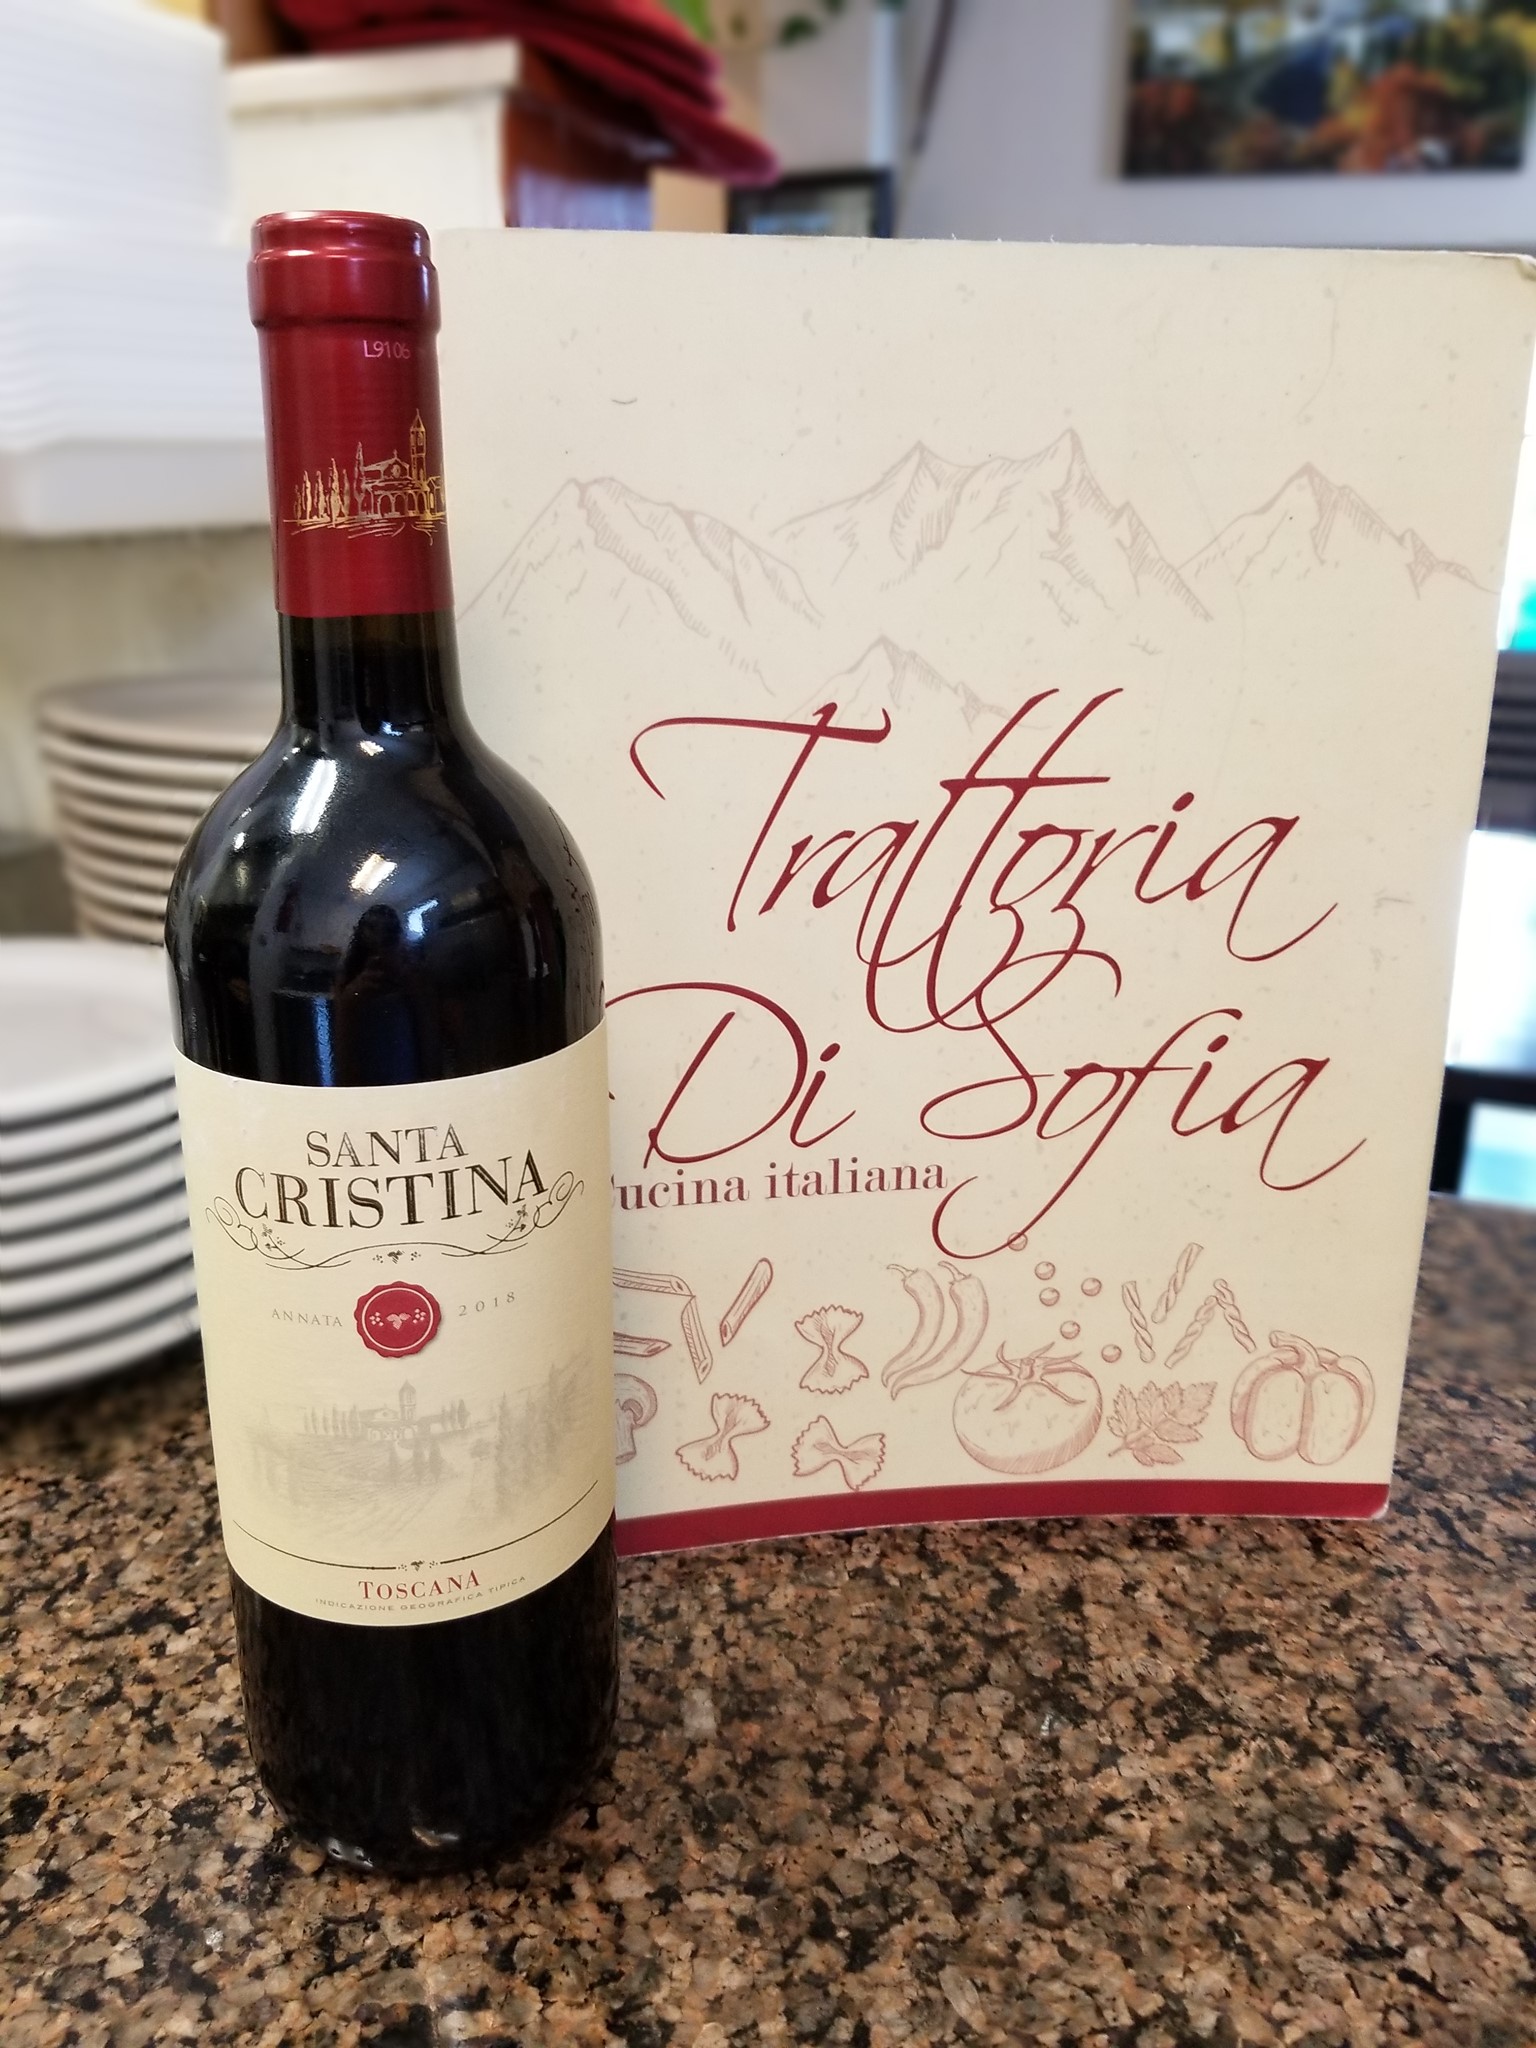 L9106
SANTA
CRISTINA
ANNATA 2018
TOSCANA
INDICAZIONE GEOGRAFICA TIPICA
Trattoria
Di Sofia
Cucina italiana